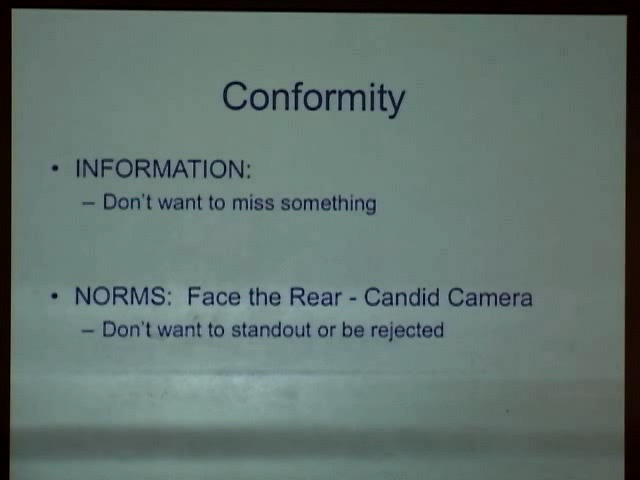 Conformity
• INFORMATION:
– Don't want to miss something
• NORMS: Face the Rear - Candid Camera
– Don't want to standout or be rejected